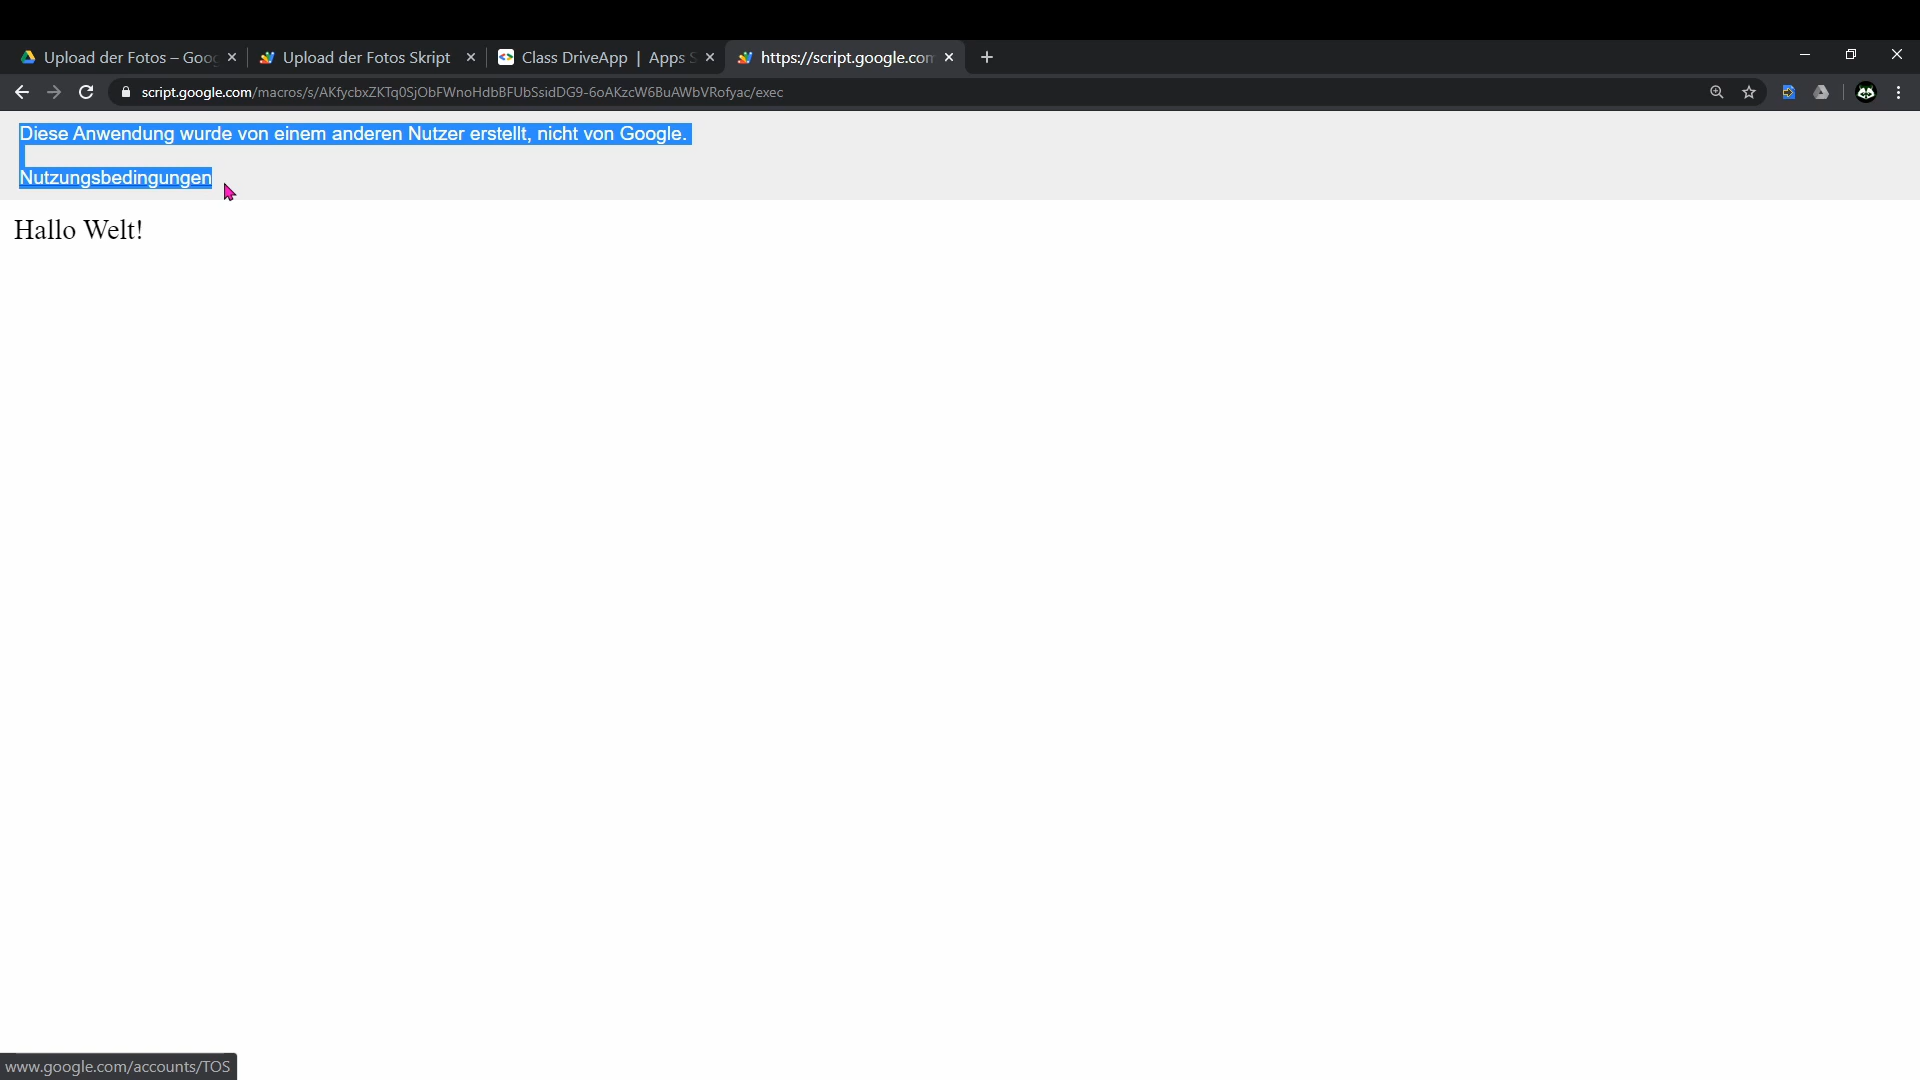 Upload der Fotos – Goog
Upload der Fotos Skript
Class DriveApp | Apps S
https://script.google.com
script.google.com/macros/s/AKfycbxZKTq0SjObFWnoHdbBFUbSsidDG9-6oAKzcW6BuAWbVRofyac/exec
Diese Anwendung wurde von einem anderen Nutzer erstellt, nicht von Google.
Nutzungsbedingungen
Hallo Welt!
www.google.com/accounts/TOS